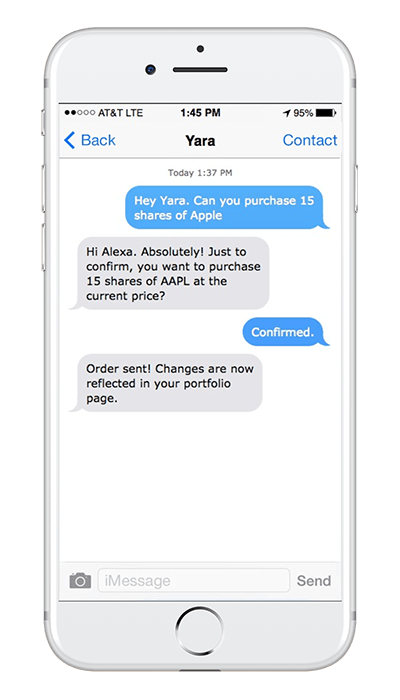 AT&T LTE 1:45 PM 95%
Back Yara Contact
Today 1:37 PM
Hey Yara. Can you purchase 15
shares of Apple
Hi Alexa. Absolutely! Just to
confirm, you want to purchase
15 shares of AAPL at the
current price?
Confirmed.
Order sent! Changes are now
reflected in your portfolio
page.
iMessage Send